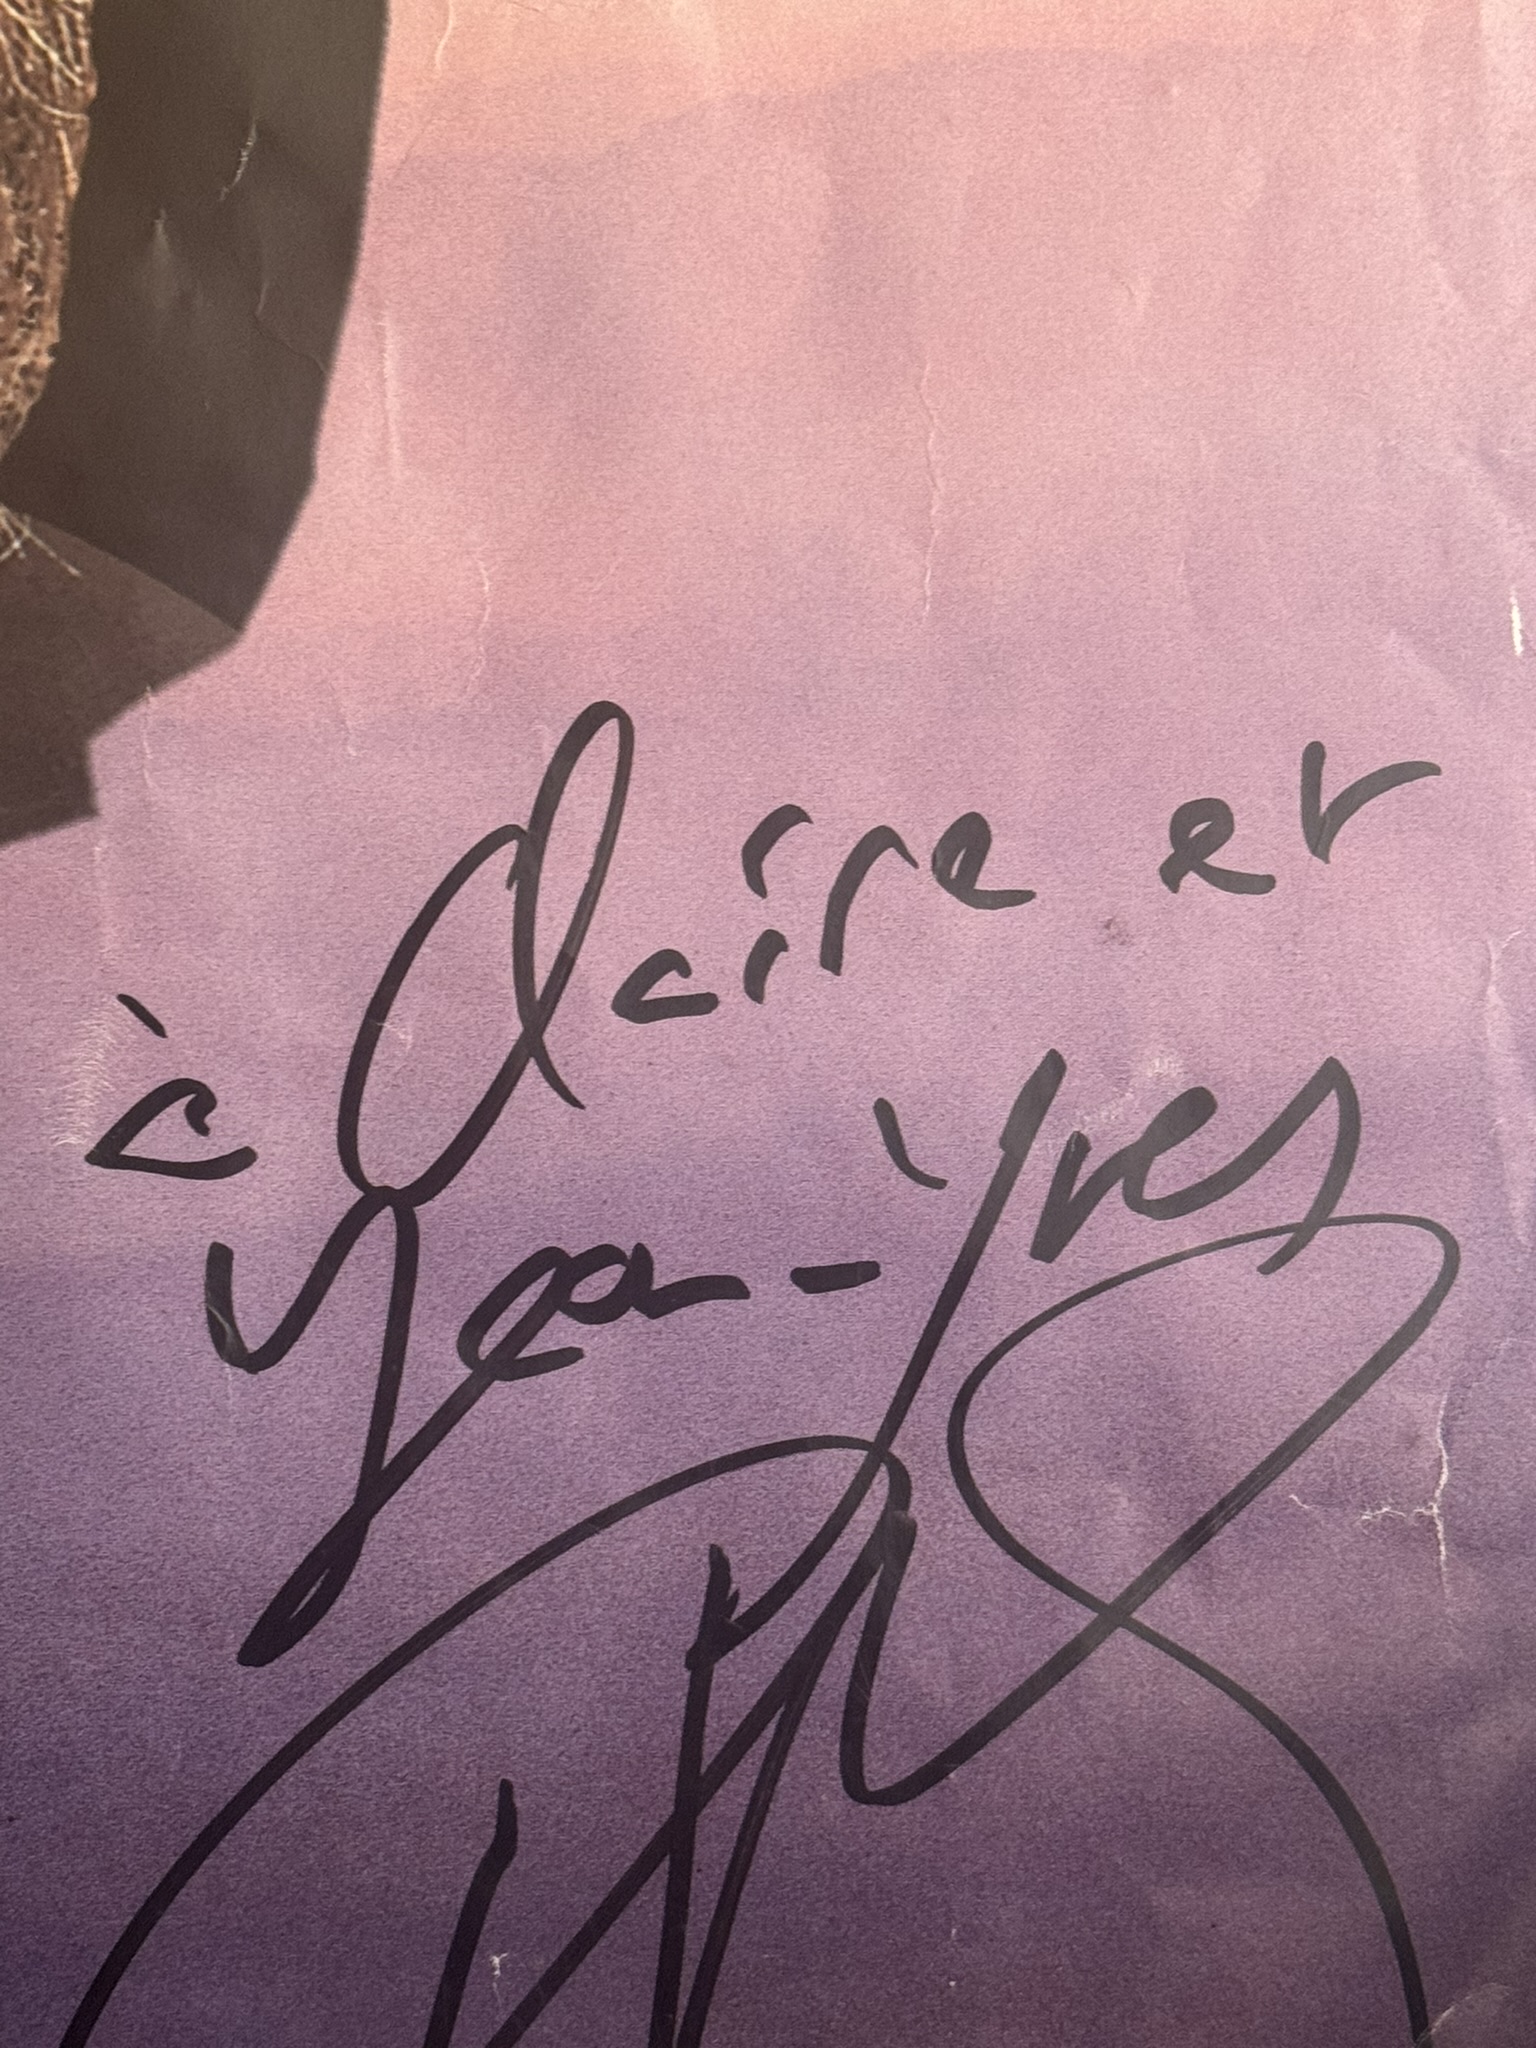 à Claire et
Jean-Yves